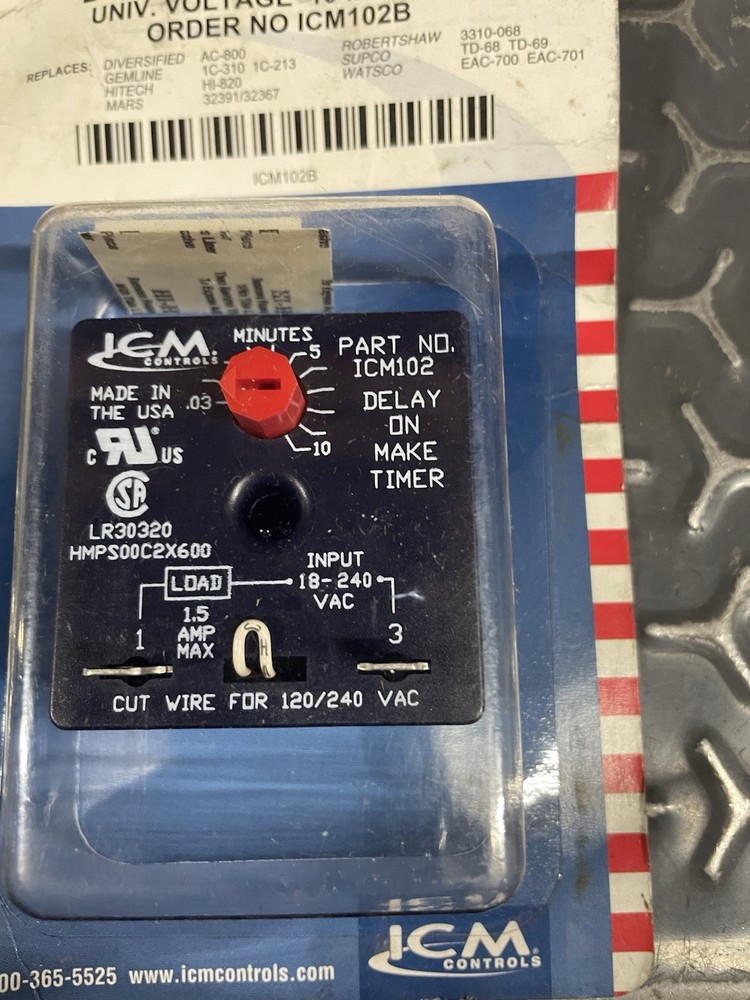 UNIV. VOLTAGE
ORDER NO ICM102B
REPLACES:
DIVERSIFIED AC-800
GEMLINE 1C-310 1C-213
HITECH HI-820
MARS 32391/32367
ROBERTSHAW 3310-068
SUPCO TD-68 TD-69
WATSCO EAC-700 EAC-701
ICM102B
ICM.
CONTROLS
MINUTES
5
.03
10
PART NO.
ICM102
DELAY
ON
MAKE
TIMER
MADE IN
THE USA
C RU® US
SA
LR30320
HMPS00C2X600
LOAD
INPUT
18-240
VAC
1
1.5
AMP
MAX
3
CUT WIRE FOR 120/240 VAC
00-365-5525 www.icmcontrols.com
ICM®
CONTROLS